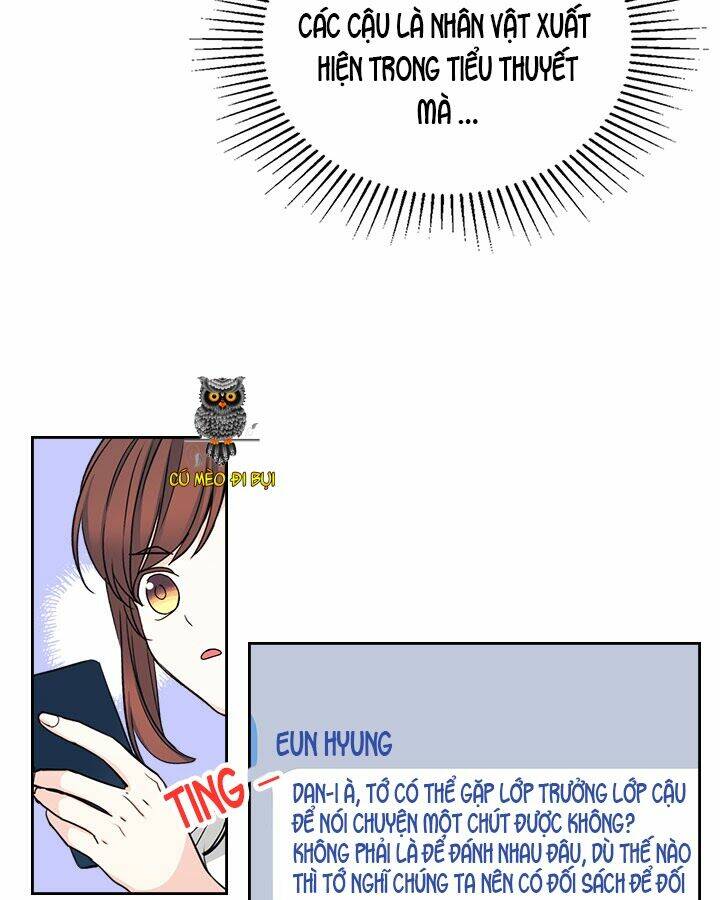 CÁC CẬU LÀ NHÂN VẬT XUẤT
HIỆN TRONG TIỂU THUYẾT
MÀ ...
CÚ MÈO ĐI BỤI
EUN HYUNG
TING –
DAN-I À, TỚ CÓ THỂ GẶP LỚP TRƯỞNG LỚP CẬU
ĐỂ NÓI CHUYỆN MỘT CHÚT ĐƯỢC KHÔNG?
KHÔNG PHẢI LÀ ĐỂ ĐÁNH NHAU ĐÂU, DÙ THẾ NÀO
THÌ TỚ NGHĨ CHÚNG TA NÊN CÓ ĐỐI SÁCH ĐỂ ĐỐI